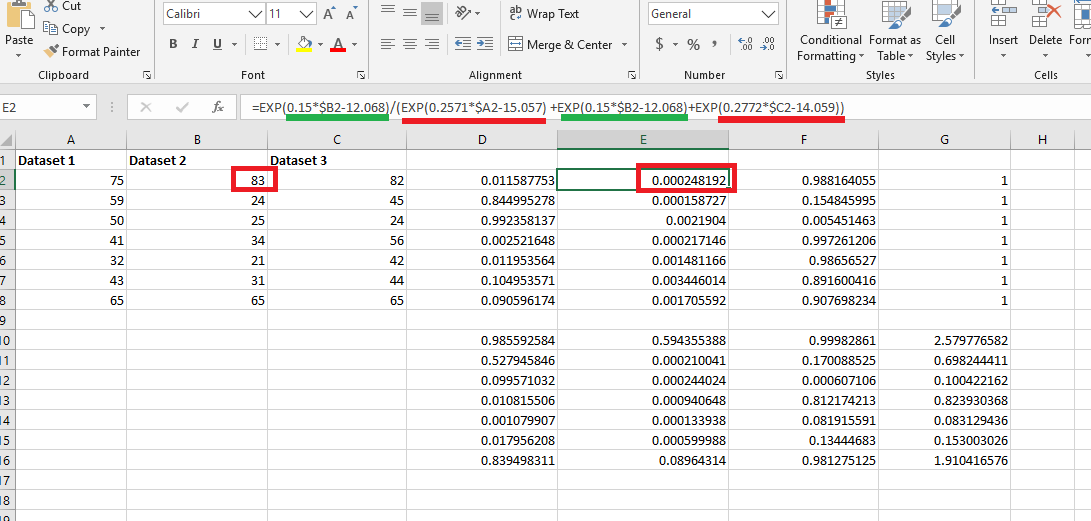 Cut
Calibri 11 A A ab Wrap Text General
Paste Copy
Format Painter B I U A Merge & Center $ % , Conditional Formatting Format as Table Cell Styles Insert Delete
Clipboard Font Alignment Number Styles Cells
E2 fx =EXP(0.15*$B2-12.068)/(EXP(0.2571*$A2-15.057) +EXP(0.15*$B2-12.068)+EXP(0.2772*$C2-14.059))
A B C D E F G H
1 Dataset 1 Dataset 2 Dataset 3
2 75 83 82 0.011587753 0.000248192 0.988164055 1
3 59 24 45 0.844995278 0.000158727 0.154845995 1
4 50 25 24 0.992358137 0.0021904 0.005451463 1
5 41 34 56 0.002521648 0.000217146 0.997261206 1
6 32 21 42 0.011953564 0.001481166 0.98656527 1
7 43 31 44 0.104953571 0.003446014 0.891600416 1
8 65 65 65 0.090596174 0.001705592 0.907698234 1
9
10 0.985592584 0.594355388 0.99982861 2.579776582
11 0.527945846 0.000210041 0.170088525 0.698244411
12 0.099571032 0.000244024 0.000607106 0.100422162
13 0.010815506 0.000940648 0.812174213 0.823930368
14 0.001079907 0.000133938 0.081915591 0.083129436
15 0.017956208 0.000599988 0.13444683 0.153003026
16 0.839498311 0.08964314 0.981275125 1.910416576
17
18